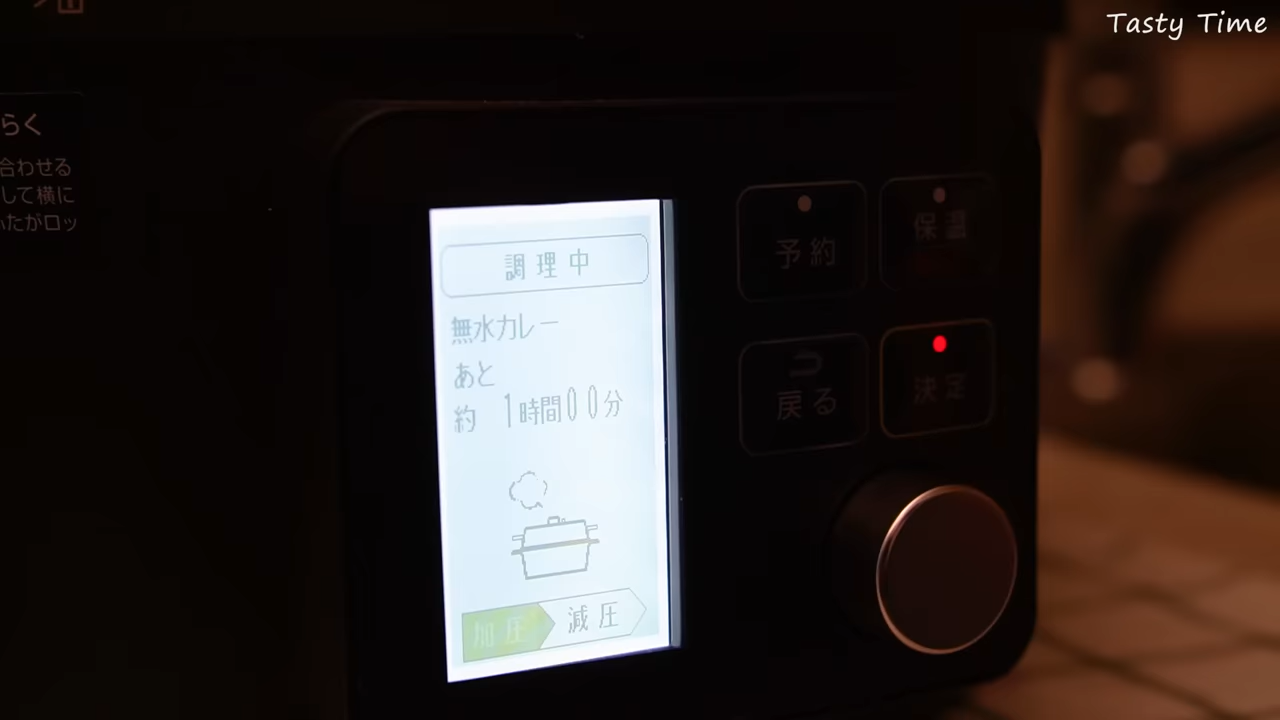 Tasty Time
らく
合わせる
して横に
たがロッ
調理中
無水カレー
あと
約 1時間00分
加圧 減圧
予約
保温
戻る
決定